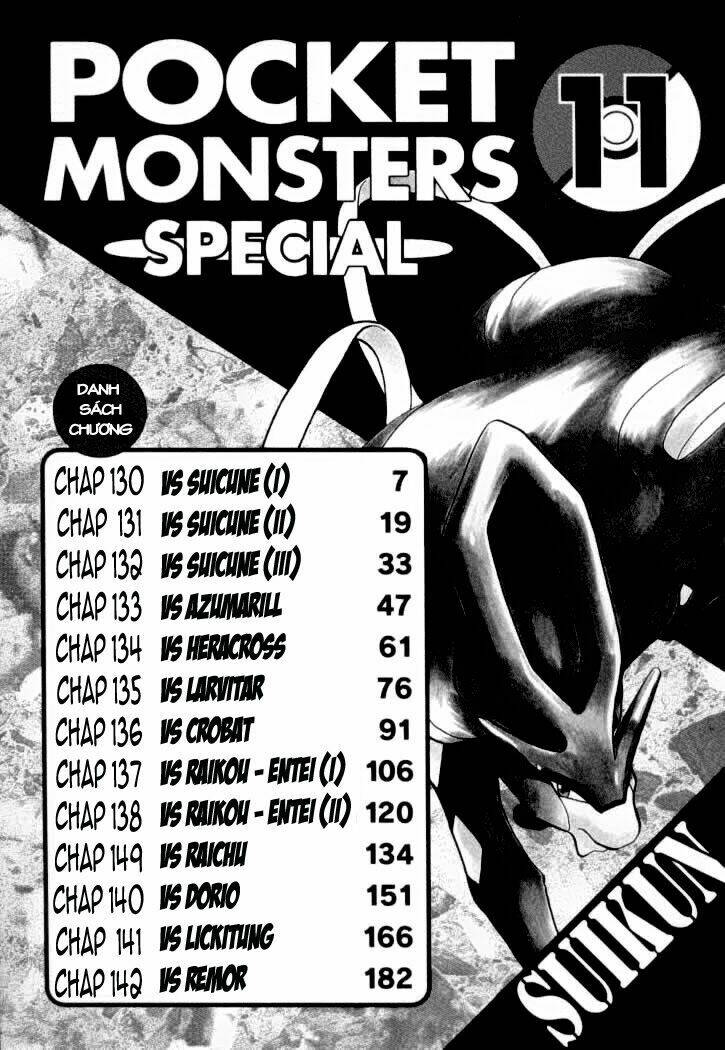 POCKET
MONSTERS
SPECIAL
11
DANH
SÁCH
CHƯƠNG
CHAP 130 VS SUICUNE (I) 7
CHAP 131 VS SUICUNE (II) 19
CHAP 132 VS SUICUNE (III) 33
CHAP 133 VS AZUMARILL 47
CHAP 134 VS HERACROSS 61
CHAP 135 VS LARVITAR 76
CHAP 136 VS CROBAT 91
CHAP 137 VS RAIKOU - ENTEI (I) 106
CHAP 138 VS RAIKOU - ENTEI (II) 120
CHAP 149 VS RAICHU 134
CHAP 140 VS DORIO 151
CHAP 141 VS LICKITUNG 166
CHAP 142 VS REMOR 182
SUIKUN